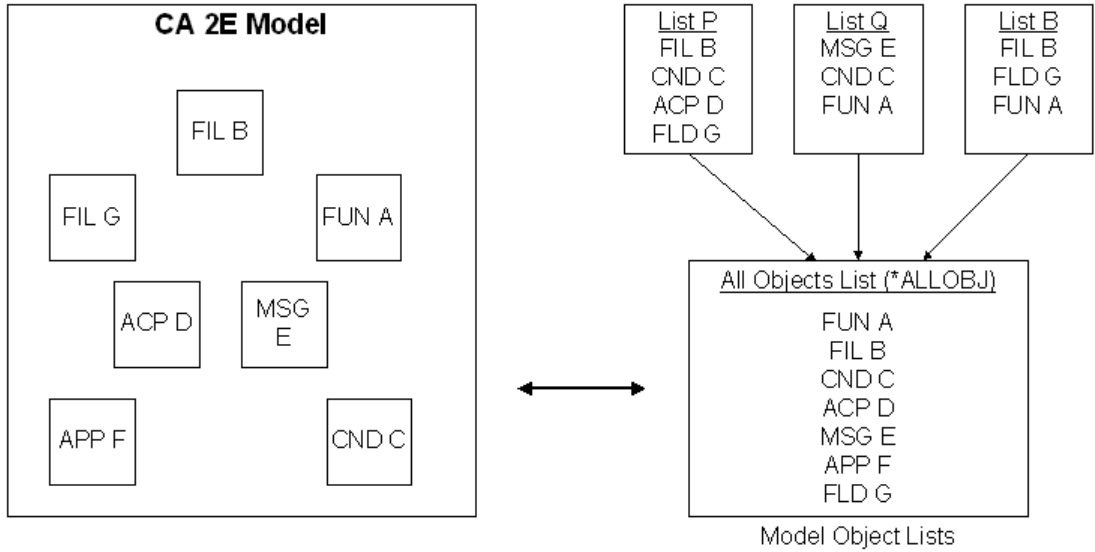 CA 2E Model
FIL B
FIL G
FUN A
ACP D
MSG
E
APP F
CND C
List P
FIL B
CND C
ACP D
FLD G
List Q
MSG E
CND C
FUN A
List B
FIL B
FLD G
FUN A
All Objects List (*ALLOBJ)
FUN A
FIL B
CND C
ACP D
MSG E
APP F
FLD G
Model Object Lists